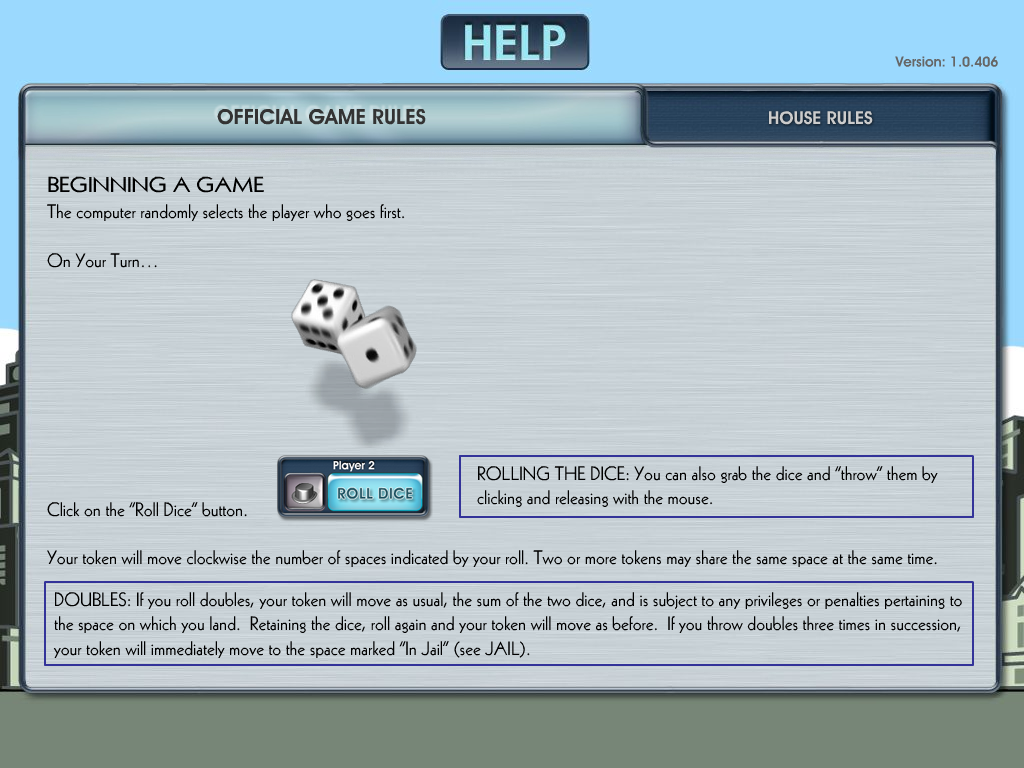 HELP
Version: 1.0.406
OFFICIAL GAME RULES
HOUSE RULES
BEGINNING A GAME
The computer randomly selects the player who goes first.
On Your Turn...
Player 2
ROLL DICE
Click on the "Roll Dice" button.
ROLLING THE DICE: You can also grab the dice and "throw" them by
clicking and releasing with the mouse.
Your token will move clockwise the number of spaces indicated by your roll. Two or more tokens may share the same space at the same time.
DOUBLES: If you roll doubles, your token will move as usual, the sum of the two dice, and is subject to any privileges or penalties pertaining to
the space on which you land.  Retaining the dice, roll again and your token will move as before.  If you throw doubles three times in succession,
your token will immediately move to the space marked "In Jail" (see JAIL).